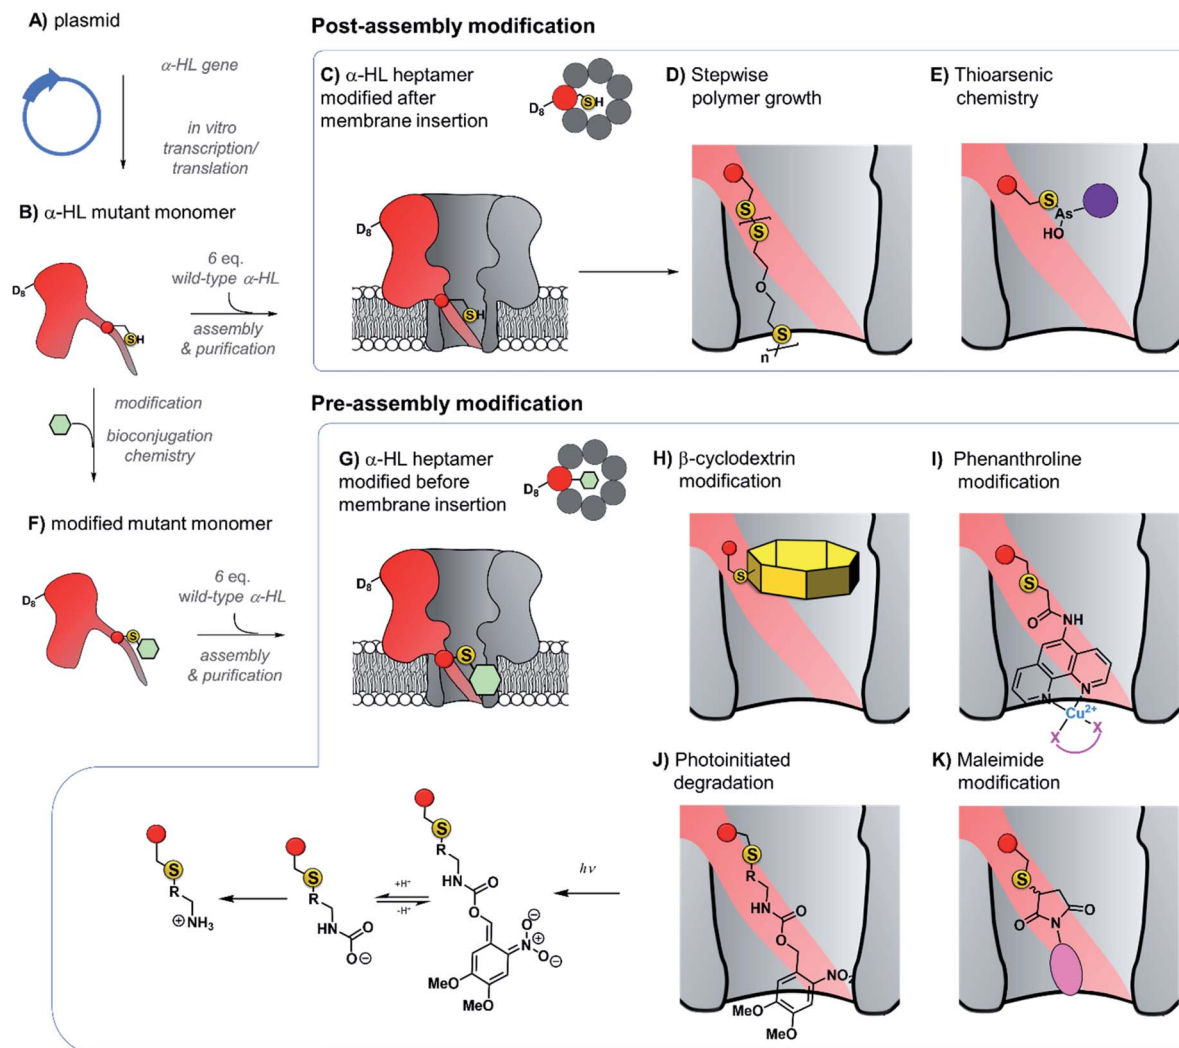 A) plasmid
α-HL gene
in vitro
transcription/
translation
B) α-HL mutant monomer
D8
SH
6 eq.
wild-type α-HL
assembly
& purification
modification
bioconjugation
chemistry
F) modified mutant monomer
D8
S
6 eq.
wild-type α-HL
assembly
& purification
Post-assembly modification
C) α-HL heptamer
modified after
membrane insertion
D8
SH
D8
SH
D) Stepwise
polymer growth
S
S
O
S
n
E) Thioarsenic
chemistry
S
As
HO
Pre-assembly modification
G) α-HL heptamer
modified before
membrane insertion
D8
D8
S
H) β-cyclodextrin
modification
S
I) Phenanthroline
modification
S
O
NH
N
N
Cu2+
X
X
J) Photoinitiated
degradation
S
R
NH
O
O
NO2
MeO
MeO
K) Maleimide
modification
S
O
N
O
hν
S
R
NH
O
O
O⊖
N⊕
O⊖
MeO
MeO
+H+
-H+
S
R
NH
O
O⊖
S
R
⊕NH3